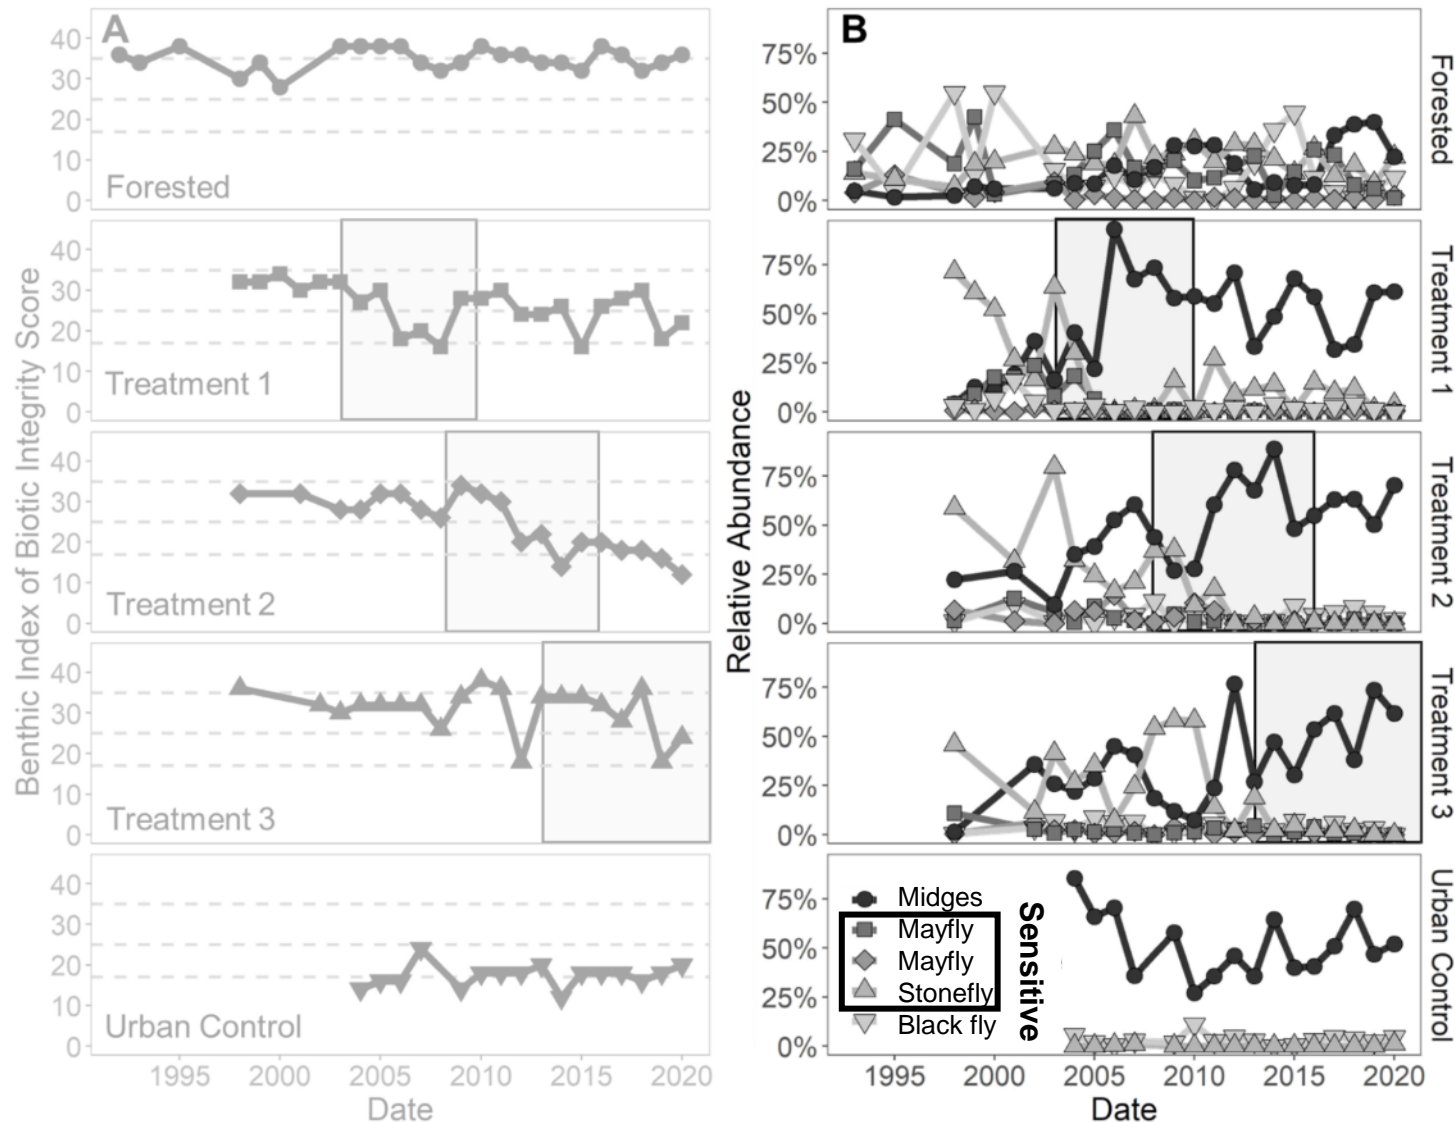 A
B
Benthic Index of Biotic Integrity Score
40
30
20
10
0
Forested
40
30
20
10
0
Treatment 1
40
30
20
10
0
Treatment 2
40
30
20
10
0
Treatment 3
40
30
20
10
0
Urban Control
1995 2000 2005 2010 2015 2020
Date
Relative Abundance
75%
50%
25%
0%
Forested
75%
50%
25%
0%
Treatment 1
75%
50%
25%
0%
Treatment 2
75%
50%
25%
0%
Treatment 3
75%
50%
25%
0%
Urban Control
Midges
Mayfly
Mayfly
Stonefly
Black fly
Sensitive
1995 2000 2005 2010 2015 2020
Date